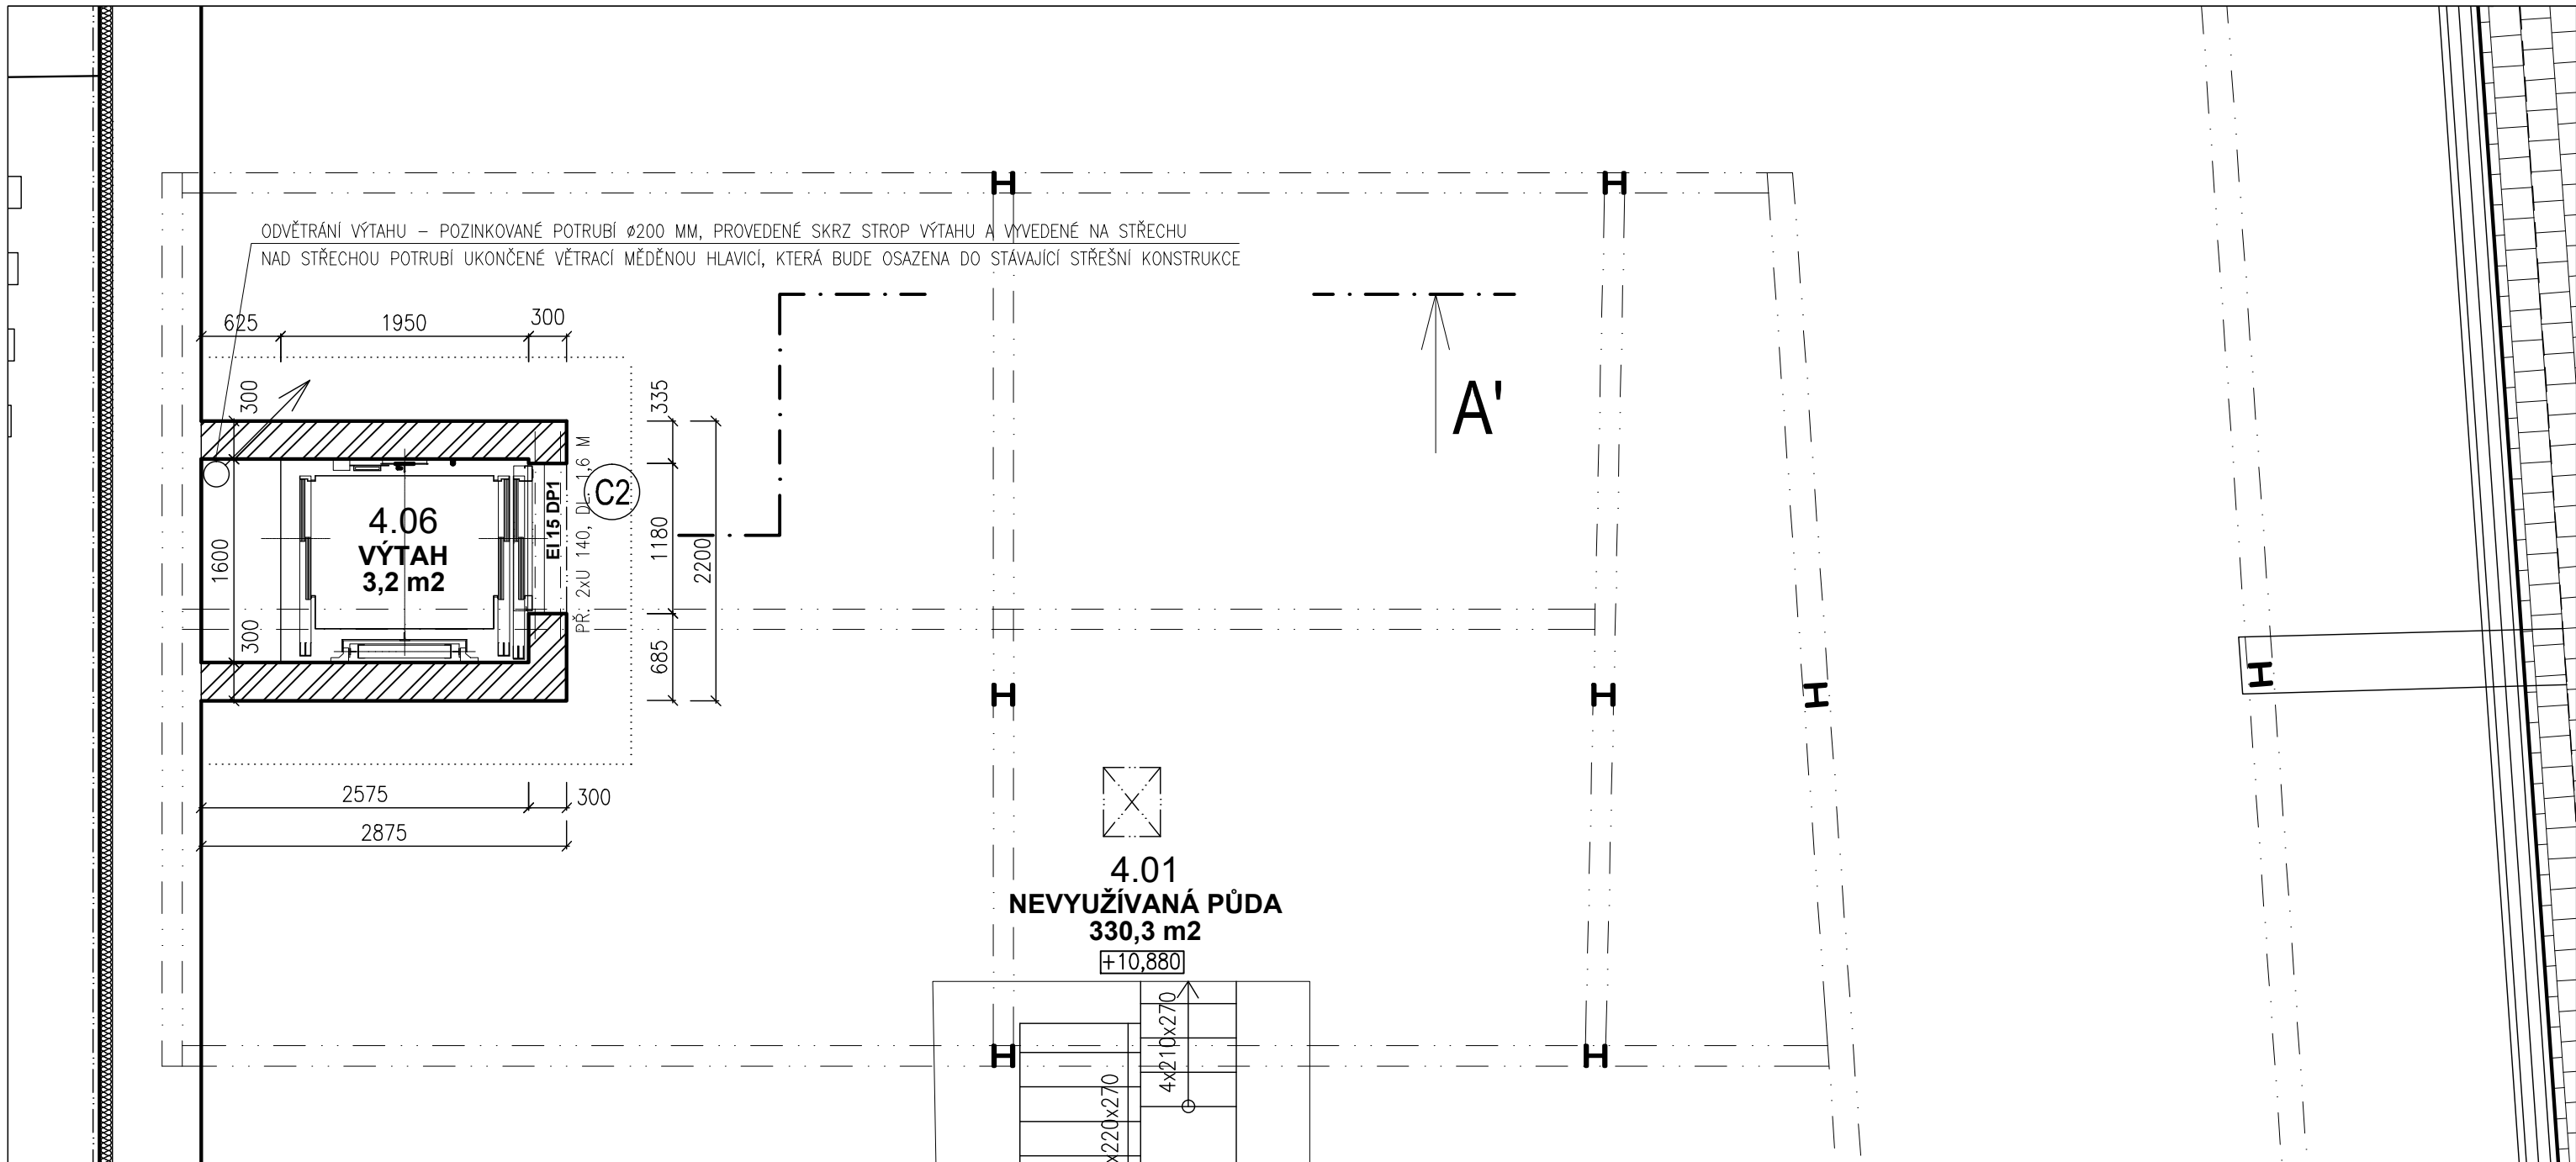 ODVĚTRÁNÍ VÝTAHU – POZINKOVANÉ POTRUBÍ ø200 MM, PROVEDENÉ SKRZ STROP VÝTAHU A VYVEDENÉ NA STŘECHU
NAD STŘECHOU POTRUBÍ UKONČENÉ VĚTRACÍ MĚDĚNOU HLAVICÍ, KTERÁ BUDE OSAZENA DO STÁVAJÍCÍ STŘEŠNÍ KONSTRUKCE
625
1950
300
300
335
A'
C2
4.06
VÝTAH
3,2 m2
EI 15 DP1
PŘ. 2xU 140, DL. 1,6 M
1600
1180
2200
300
685
2575
300
2875
4.01
NEVYUŽÍVANÁ PŮDA
330,3 m2
+10,880
4x210x270
x220x270